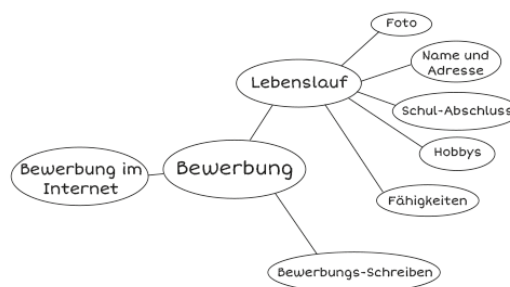 Foto
Name und
Adresse
Lebenslauf
Schul-Abschluss
Hobbys
Bewerbung im
Internet
Bewerbung
Fähigkeiten
Bewerbungs-Schreiben